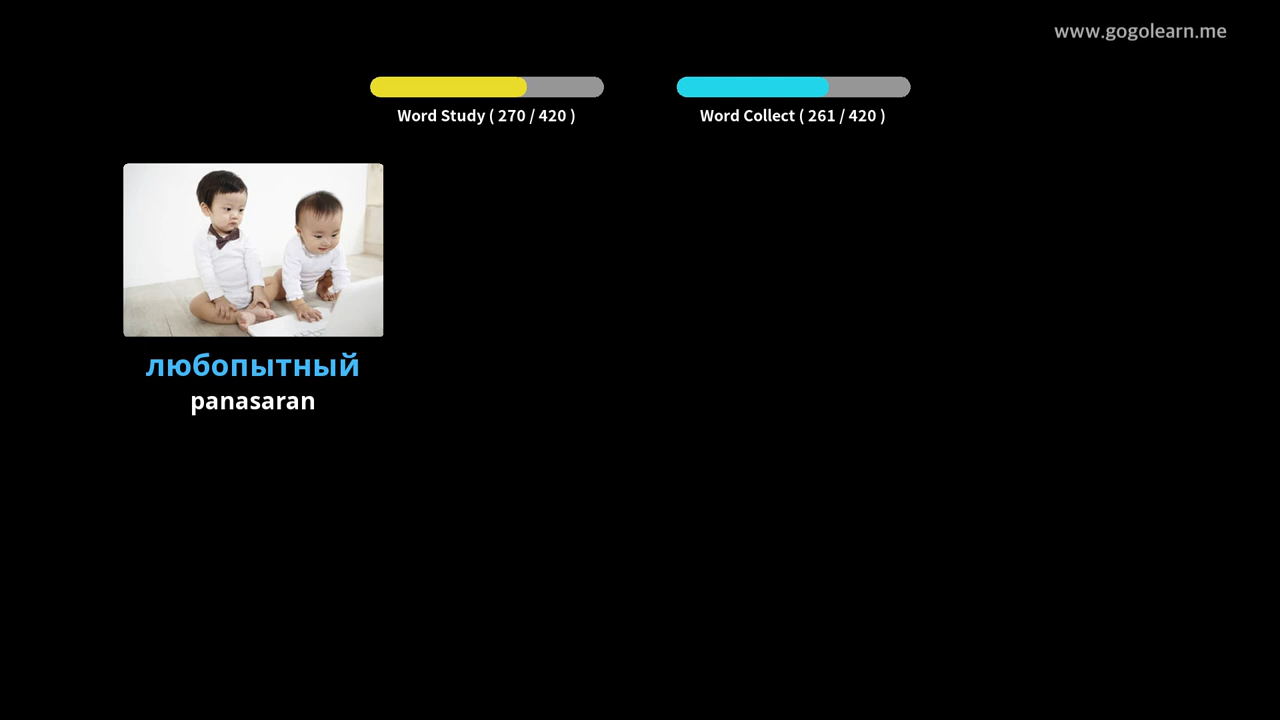 www.gogolearn.me
Word Study ( 270 / 420 )
Word Collect ( 261 / 420 )
любопытный
panasaran